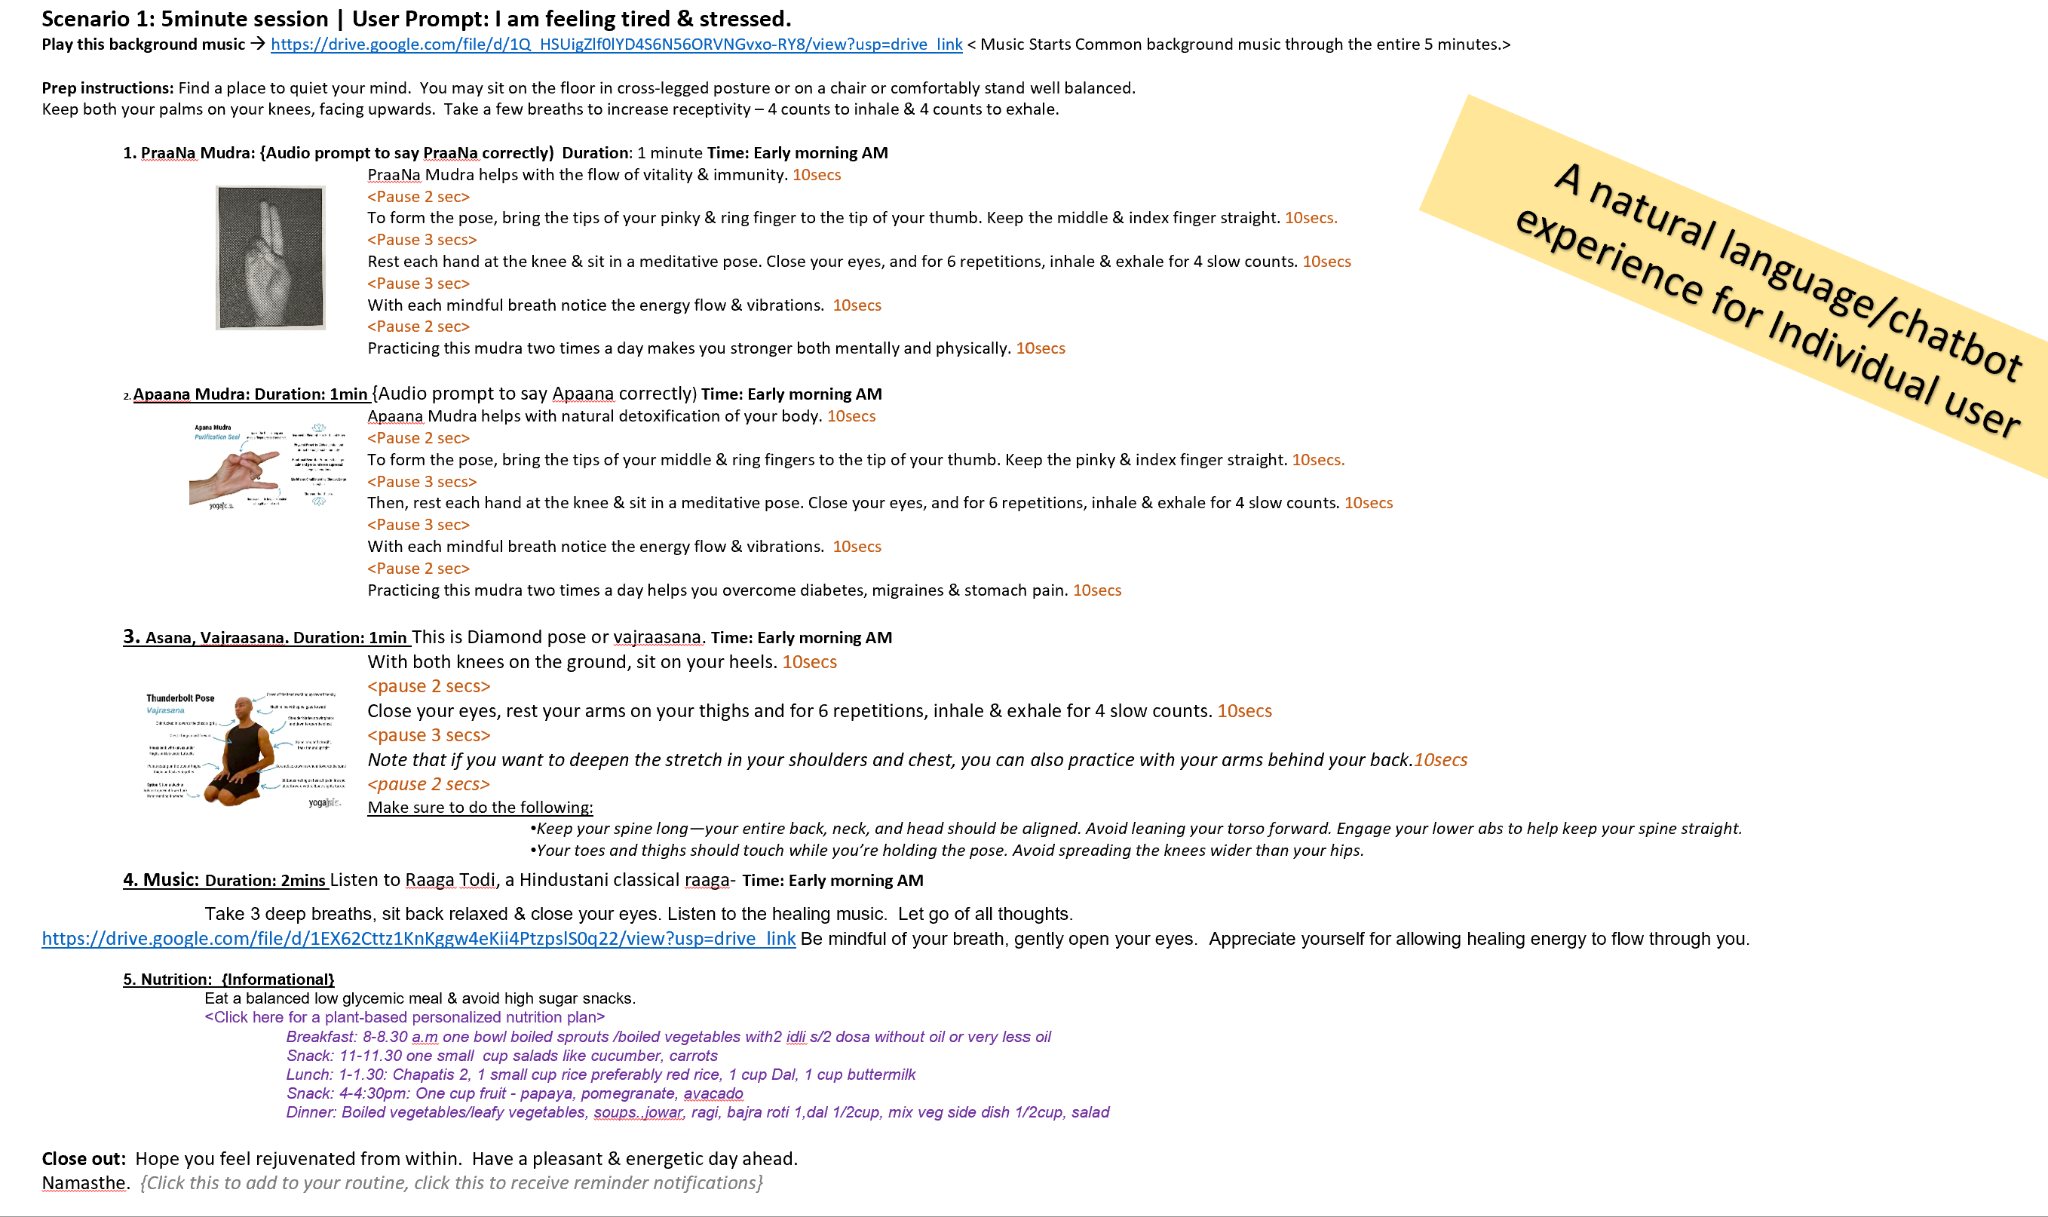 Scenario 1: 5minute session | User Prompt: I am feeling tired & stressed.
Play this background music → https://drive.google.com/file/d/1Q_HSUigZlf0lYD4S6N56ORVNGvxo-RY8/view?usp=drive_link < Music Starts Common background music through the entire 5 minutes.>
Prep instructions: Find a place to quiet your mind. You may sit on the floor in cross-legged posture or on a chair or comfortably stand well balanced.
Keep both your palms on your knees, facing upwards. Take a few breaths to increase receptivity – 4 counts to inhale & 4 counts to exhale.
1. PraaNa Mudra: {Audio prompt to say PraaNa correctly) Duration: 1 minute Time: Early morning AM
PraaNa Mudra helps with the flow of vitality & immunity. 10secs
<Pause 2 sec>
To form the pose, bring the tips of your pinky & ring finger to the tip of your thumb. Keep the middle & index finger straight. 10secs.
<Pause 3 secs>
Rest each hand at the knee & sit in a meditative pose. Close your eyes, and for 6 repetitions, inhale & exhale for 4 slow counts. 10secs
<Pause 3 sec>
With each mindful breath notice the energy flow & vibrations. 10secs
<Pause 2 sec>
Practicing this mudra two times a day makes you stronger both mentally and physically. 10secs
A natural language/chatbot
experience for Individual user
2. Apaana Mudra: Duration: 1min {Audio prompt to say Apaana correctly) Time: Early morning AM
Apaana Mudra helps with natural detoxification of your body. 10secs
<Pause 2 sec>
To form the pose, bring the tips of your middle & ring fingers to the tip of your thumb. Keep the pinky & index finger straight. 10secs.
<Pause 3 secs>
Then, rest each hand at the knee & sit in a meditative pose. Close your eyes, and for 6 repetitions, inhale & exhale for 4 slow counts. 10secs
<Pause 3 sec>
With each mindful breath notice the energy flow & vibrations. 10secs
<Pause 2 sec>
Practicing this mudra two times a day helps you overcome diabetes, migraines & stomach pain. 10secs
Apana Mudra
Purification Seal
3. Asana, Vajraasana. Duration: 1min This is Diamond pose or vajraasana. Time: Early morning AM
With both knees on the ground, sit on your heels. 10secs
<pause 2 secs>
Close your eyes, rest your arms on your thighs and for 6 repetitions, inhale & exhale for 4 slow counts. 10secs
<pause 3 secs>
Note that if you want to deepen the stretch in your shoulders and chest, you can also practice with your arms behind your back.10secs
<pause 2 secs>
Make sure to do the following:
•Keep your spine long—your entire back, neck, and head should be aligned. Avoid leaning your torso forward. Engage your lower abs to help keep your spine straight.
•Your toes and thighs should touch while you're holding the pose. Avoid spreading the knees wider than your hips.
Thunderbolt Pose
Vajrasana
4. Music: Duration: 2mins Listen to Raaga Todi, a Hindustani classical raaga- Time: Early morning AM
Take 3 deep breaths, sit back relaxed & close your eyes. Listen to the healing music. Let go of all thoughts.
https://drive.google.com/file/d/1EX62Cttz1KnKggw4eKii4PtzpslS0q22/view?usp=drive_link Be mindful of your breath, gently open your eyes. Appreciate yourself for allowing healing energy to flow through you.
5. Nutrition: {Informational}
Eat a balanced low glycemic meal & avoid high sugar snacks.
<Click here for a plant-based personalized nutrition plan>
Breakfast: 8-8.30 a.m one bowl boiled sprouts /boiled vegetables with2 idli s/2 dosa without oil or very less oil
Snack: 11-11.30 one small cup salads like cucumber, carrots
Lunch: 1-1.30: Chapatis 2, 1 small cup rice preferably red rice, 1 cup Dal, 1 cup buttermilk
Snack: 4-4:30pm: One cup fruit - papaya, pomegranate, avacado
Dinner: Boiled vegetables/leafy vegetables, soups.,jowar, ragi, bajra roti 1,dal 1/2cup, mix veg side dish 1/2cup, salad
Close out: Hope you feel rejuvenated from within. Have a pleasant & energetic day ahead.
Namasthe. {Click this to add to your routine, click this to receive reminder notifications}